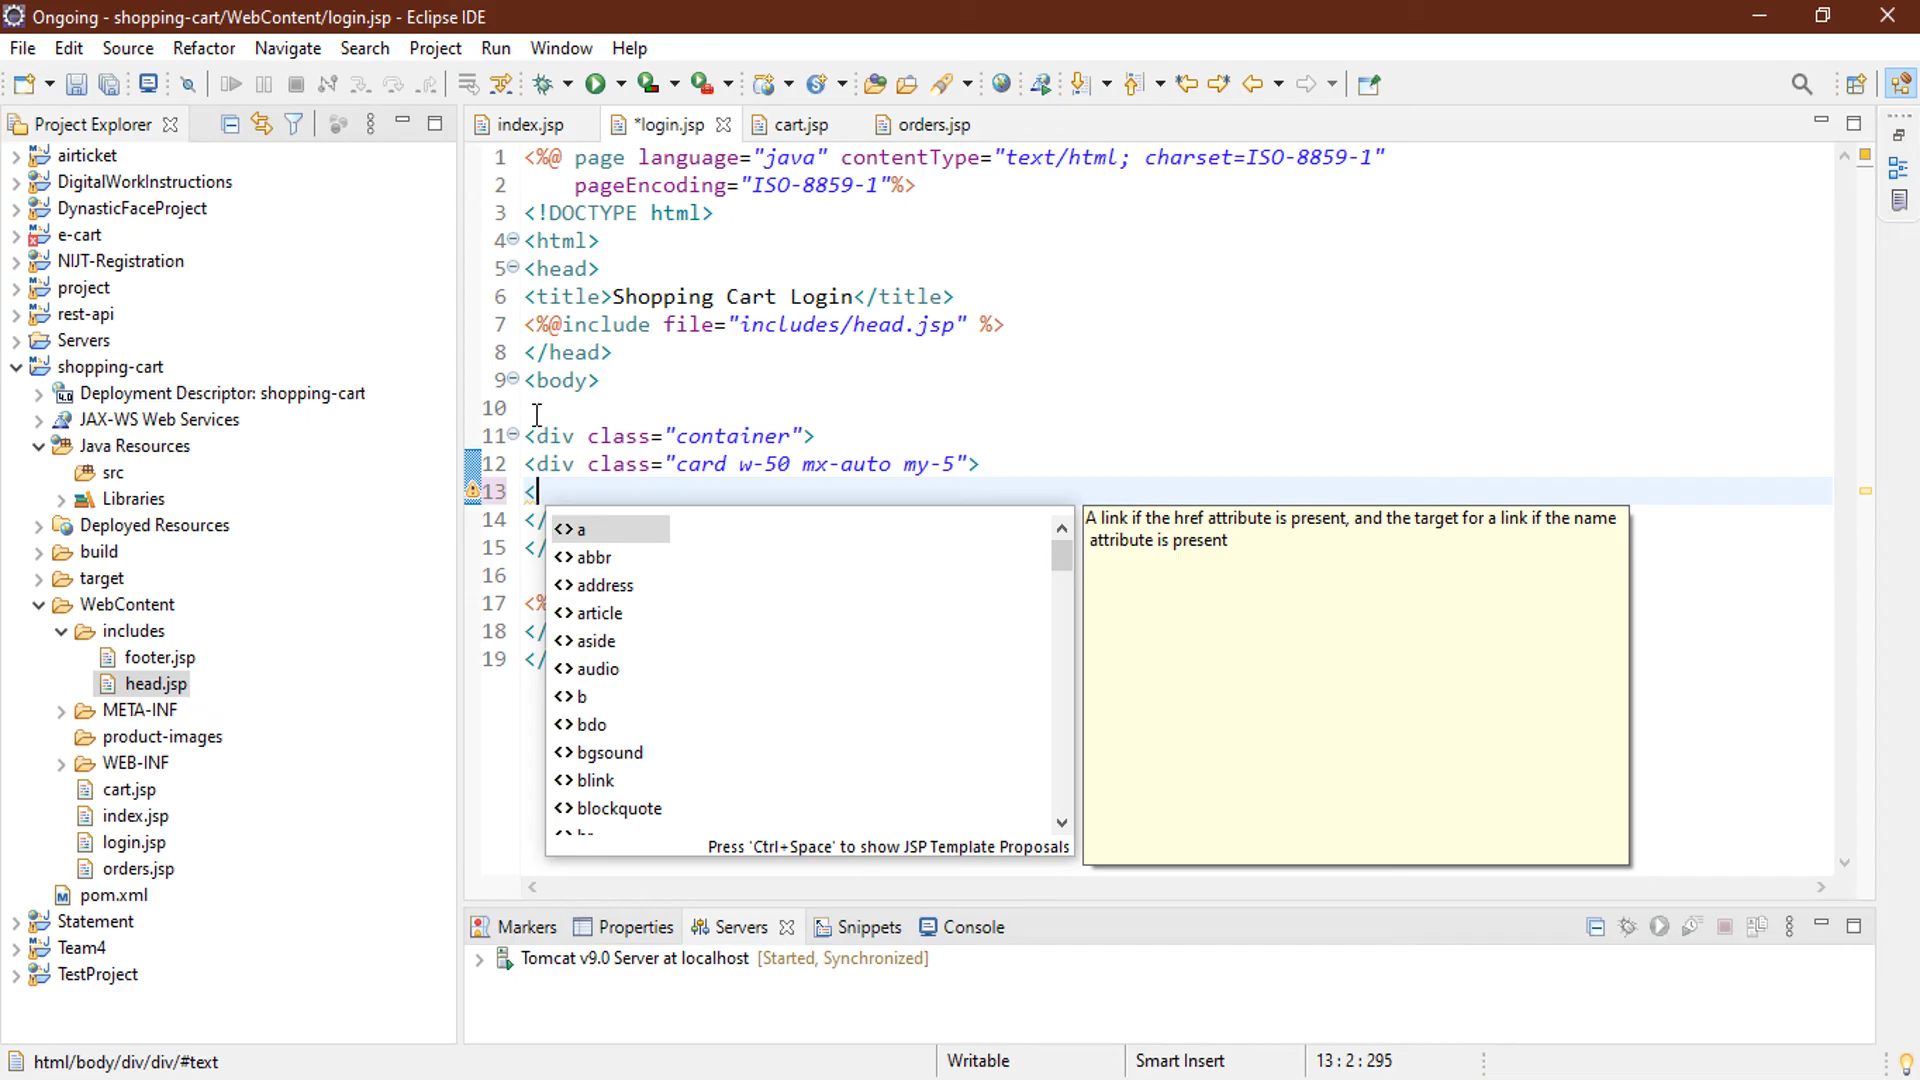 Ongoing - shopping-cart/WebContent/login.jsp - Eclipse IDE
File Edit Source Refactor Navigate Search Project Run Window Help
Project Explorer
airticket
DigitalWorkInstructions
DynasticFaceProject
e-cart
NIJT-Registration
project
rest-api
Servers
shopping-cart
Deployment Descriptor: shopping-cart
JAX-WS Web Services
Java Resources
src
Libraries
Deployed Resources
build
target
WebContent
includes
footer.jsp
head.jsp
META-INF
product-images
WEB-INF
cart.jsp
index.jsp
login.jsp
orders.jsp
pom.xml
Statement
Team4
TestProject
index.jsp *login.jsp cart.jsp orders.jsp
1 <%@ page language="java" contentType="text/html; charset=ISO-8859-1"
2 pageEncoding="ISO-8859-1"%>
3 <!DOCTYPE html>
4 <html>
5 <head>
6 <title>Shopping Cart Login</title>
7 <%@include file="includes/head.jsp" %>
8 </head>
9 <body>
10
11 <div class="container">
12 <div class="card w-50 mx-auto my-5">
13 <
14 </
15 </
16
17 <%
18 </
19 </
<> a
<> abbr
<> address
<> article
<> aside
<> audio
<> b
<> bdo
<> bgsound
<> blink
<> blockquote
Press 'Ctrl+Space' to show JSP Template Proposals
A link if the href attribute is present, and the target for a link if the name
attribute is present
Markers Properties Servers Snippets Console
Tomcat v9.0 Server at localhost [Started, Synchronized]
html/body/div/div/#text Writable Smart Insert 13 : 2 : 295